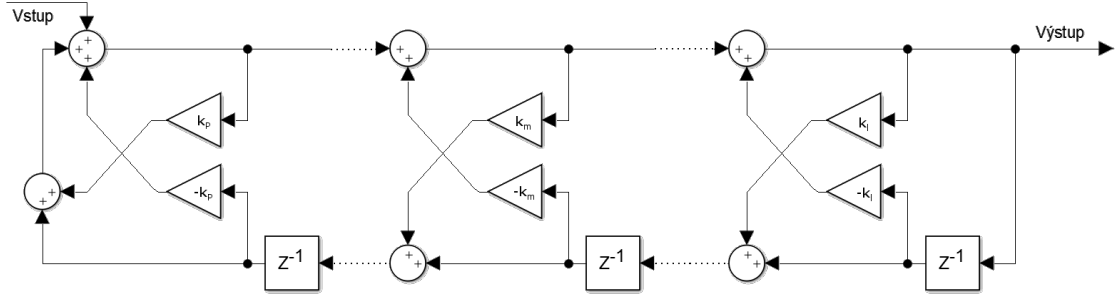 Vstup
Výstup
+ + +
+ +
+ +
kₚ
kₘ
kₗ
+ +
-kₚ
-kₘ
-kₗ
Z⁻¹
+ +
Z⁻¹
+ +
Z⁻¹